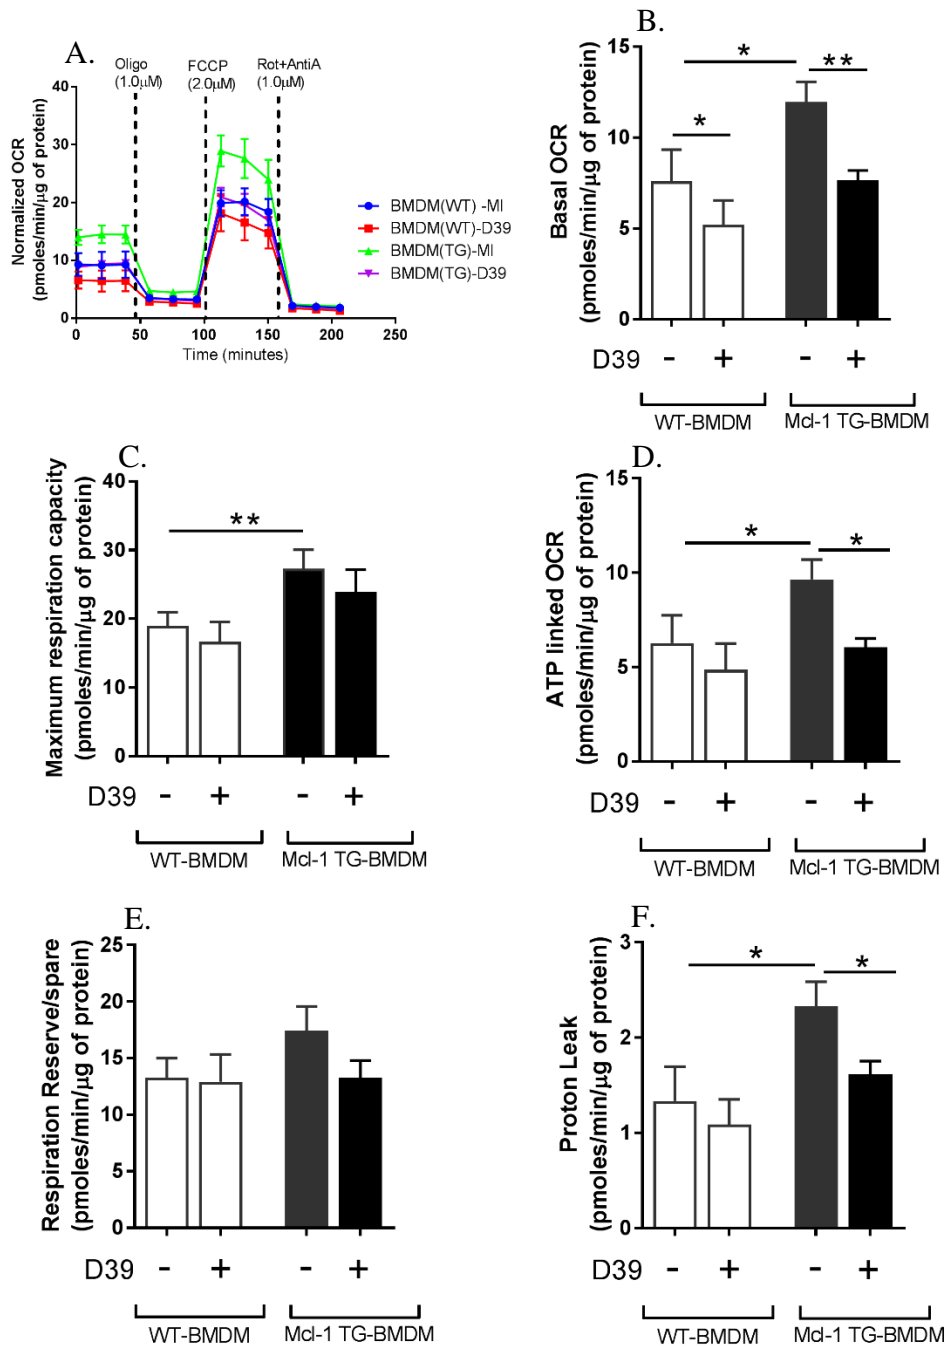 A.
Oligo
(1.0µM)
FCCP
(2.0µM)
Rot+AntiA
(1.0µM)
Normalized OCR
(pmoles/min/µg of protein)
40
30
20
10
0
0
50
100
150
200
250
Time (minutes)
BMDM(WT) -MI
BMDM(WT)-D39
BMDM(TG)-MI
BMDM(TG)-D39
B.
Basal OCR
(pmoles/min/µg of protein)
15
10
5
0
*
*
**
D39 - + - +
WT-BMDM Mcl-1 TG-BMDM
C.
Maximum respiration capacity
(pmoles/min/µg of protein)
40
30
20
10
0
**
D39 - + - +
WT-BMDM Mcl-1 TG-BMDM
D.
ATP linked OCR
(pmoles/min/µg of protein)
15
10
5
0
*
*
D39 - + - +
WT-BMDM Mcl-1 TG-BMDM
E.
Respiration Reserve/spare
(pmoles/min/µg of protein)
25
20
15
10
5
0
D39 - + - +
WT-BMDM Mcl-1 TG-BMDM
F.
Proton Leak
(pmoles/min/µg of protein)
3
2
1
0
*
*
D39 - + - +
WT-BMDM Mcl-1 TG-BMDM